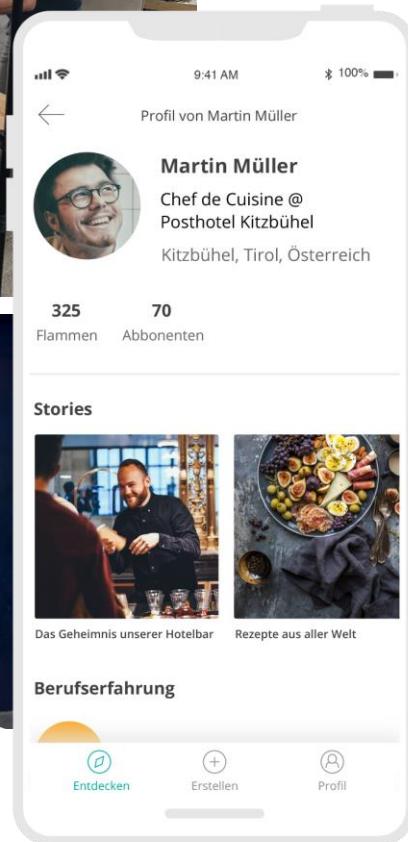 9:41 AM
100%
Profil von Martin Müller
Martin Müller
Chef de Cuisine @
Posthotel Kitzbühel
Kitzbühel, Tirol, Österreich
325
70
Flammen
Abbonenten
Stories
Das Geheimnis unserer Hotelbar
Rezepte aus aller Welt
Berufserfahrung
Entdecken
Erstellen
Profil